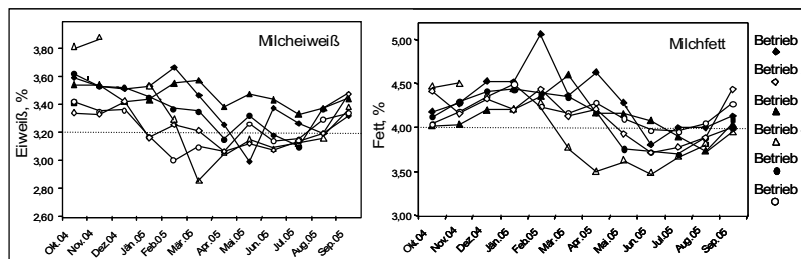 Milcheiweiß
Eiweiß, %
3,80
3,60
3,40
3,20
3,00
2,80
2,60
Okt.04
Nov.04
Dez.04
Jän.05
Feb.05
Mär.05
Apr.05
Mai.05
Jun.05
Jul.05
Aug.05
Sep.05
Milchfett
Fett, %
5,00
4,50
4,00
3,50
3,00
Okt.04
Nov.04
Dez.04
Jän.05
Feb.05
Mär.05
Apr.05
Mai.05
Jun.05
Jul.05
Aug.05
Sep.05
Betrieb
Betrieb
Betrieb
Betrieb
Betrieb
Betrieb